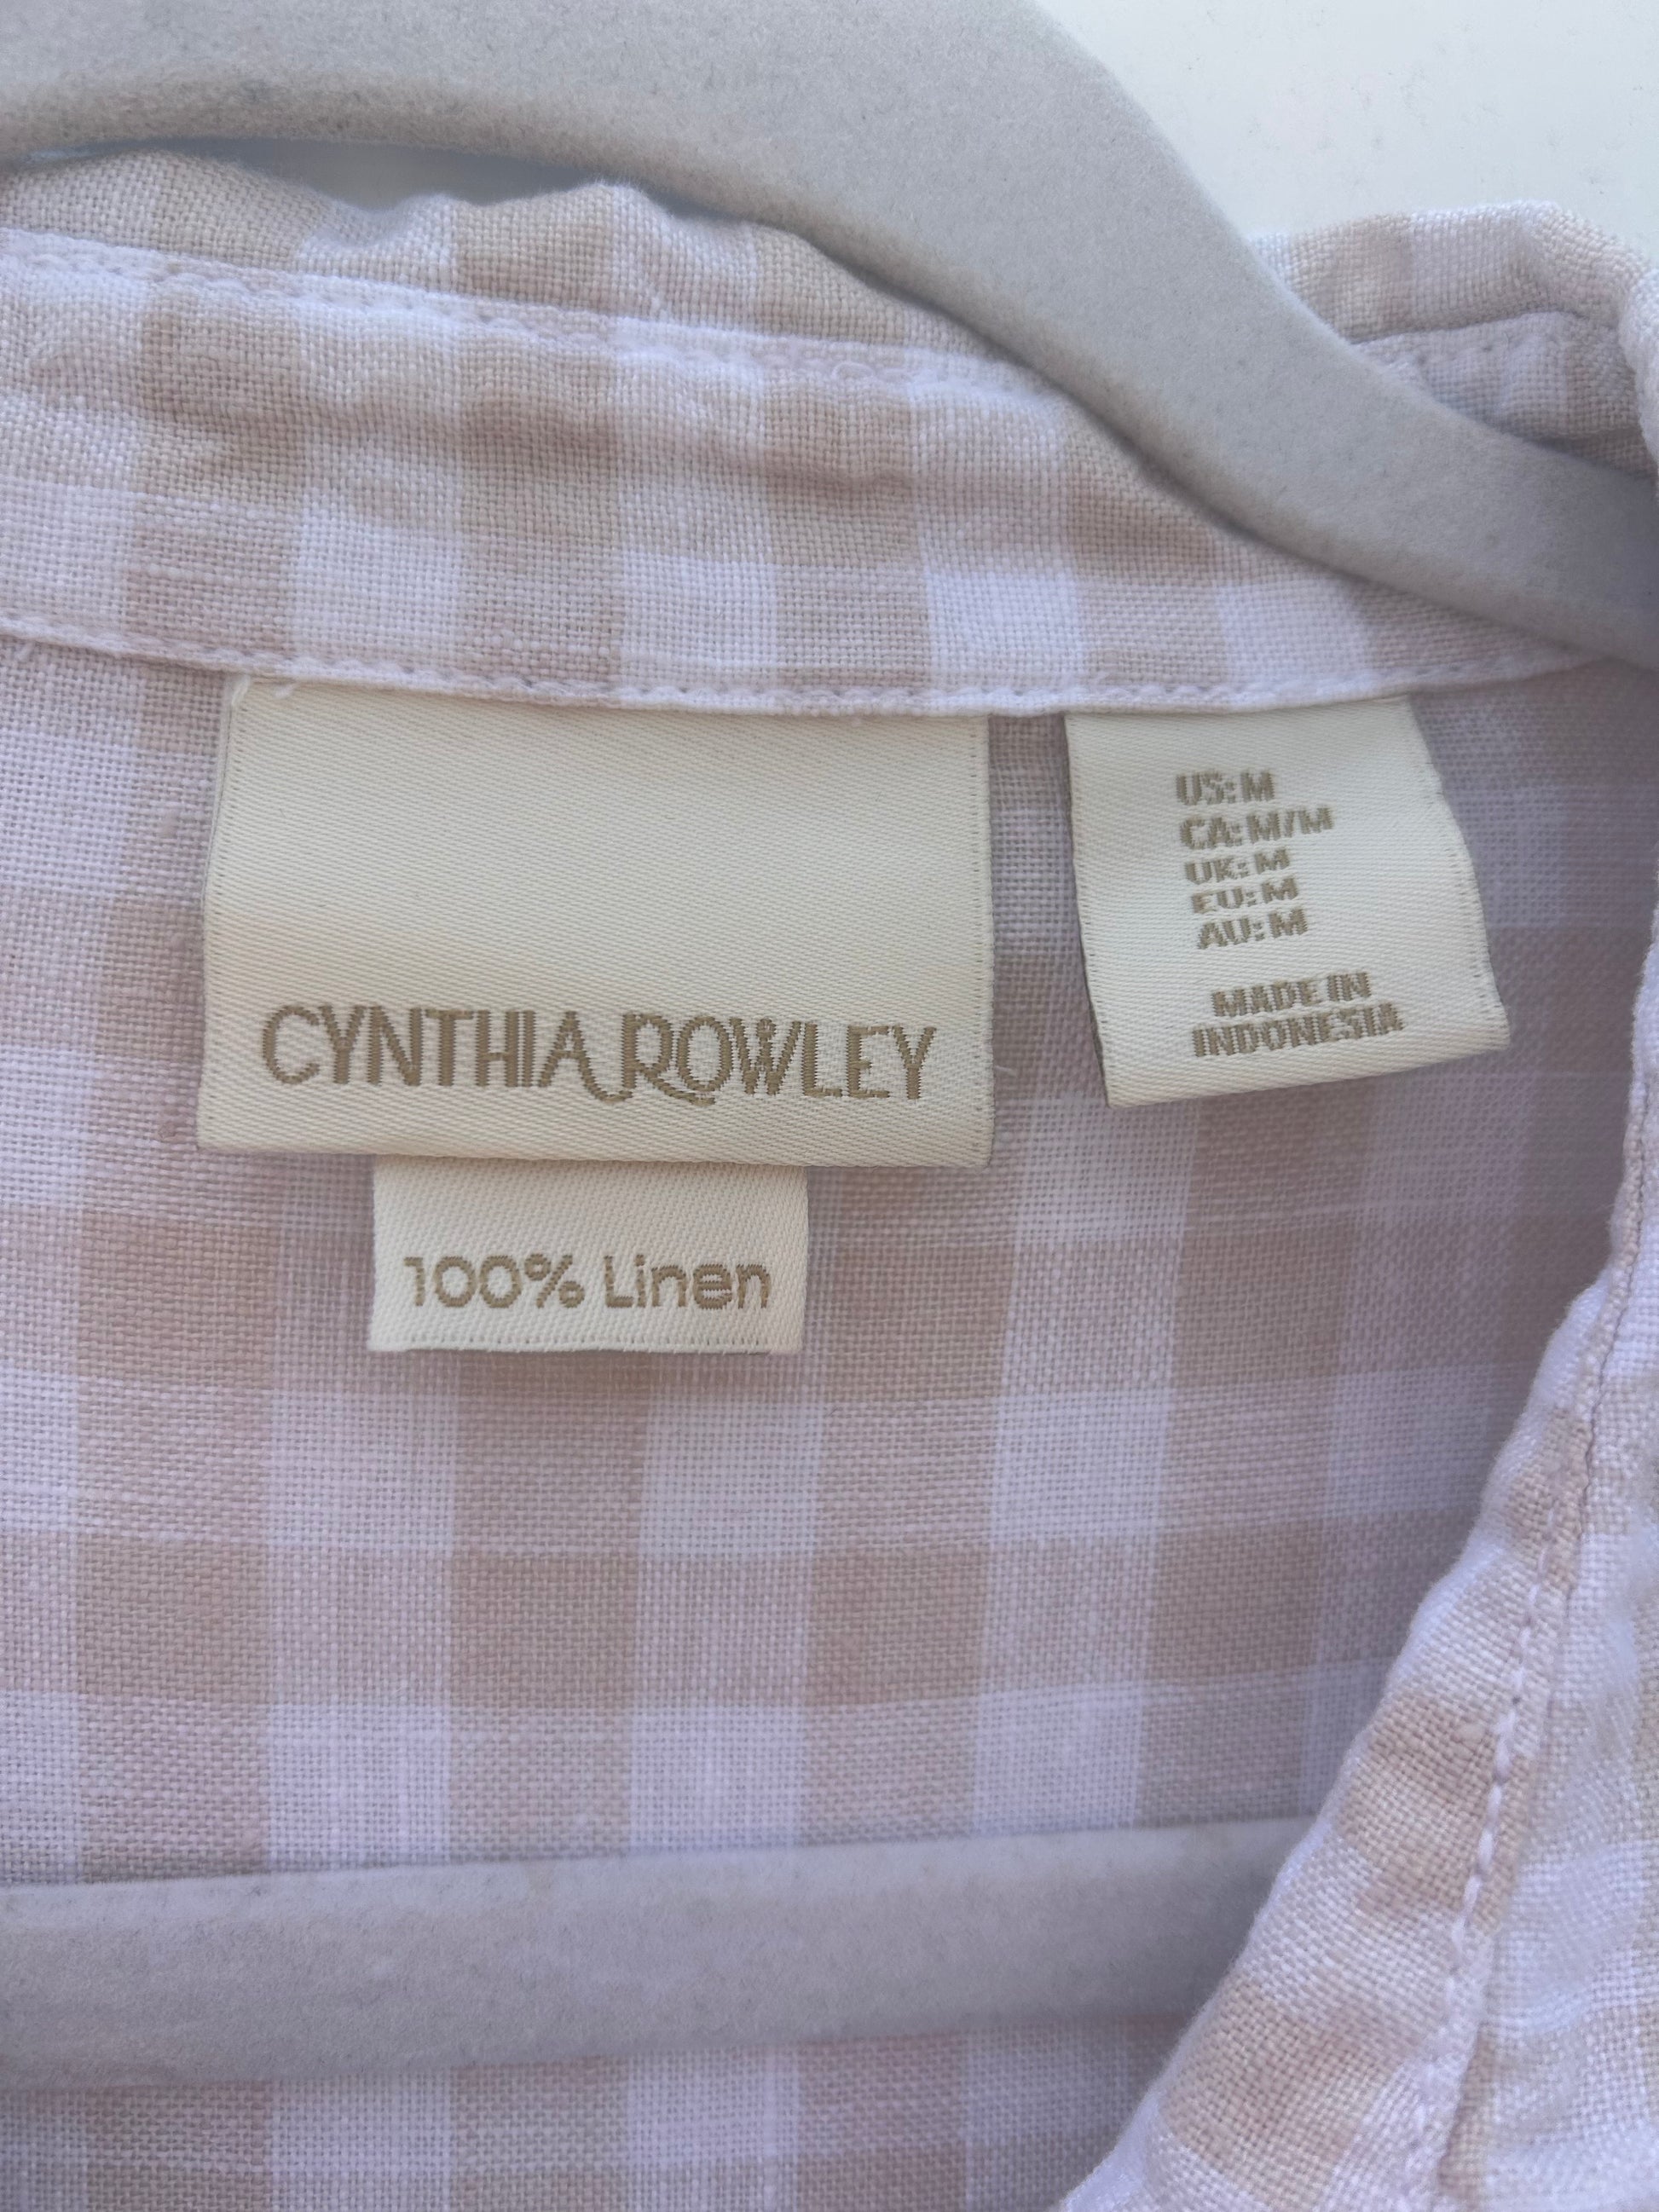 CYNTHIA ROWLEY
100% Linen
US: M
CA: M/M
UK: M
EU: M
AU: M
MADE IN
INDONESIA